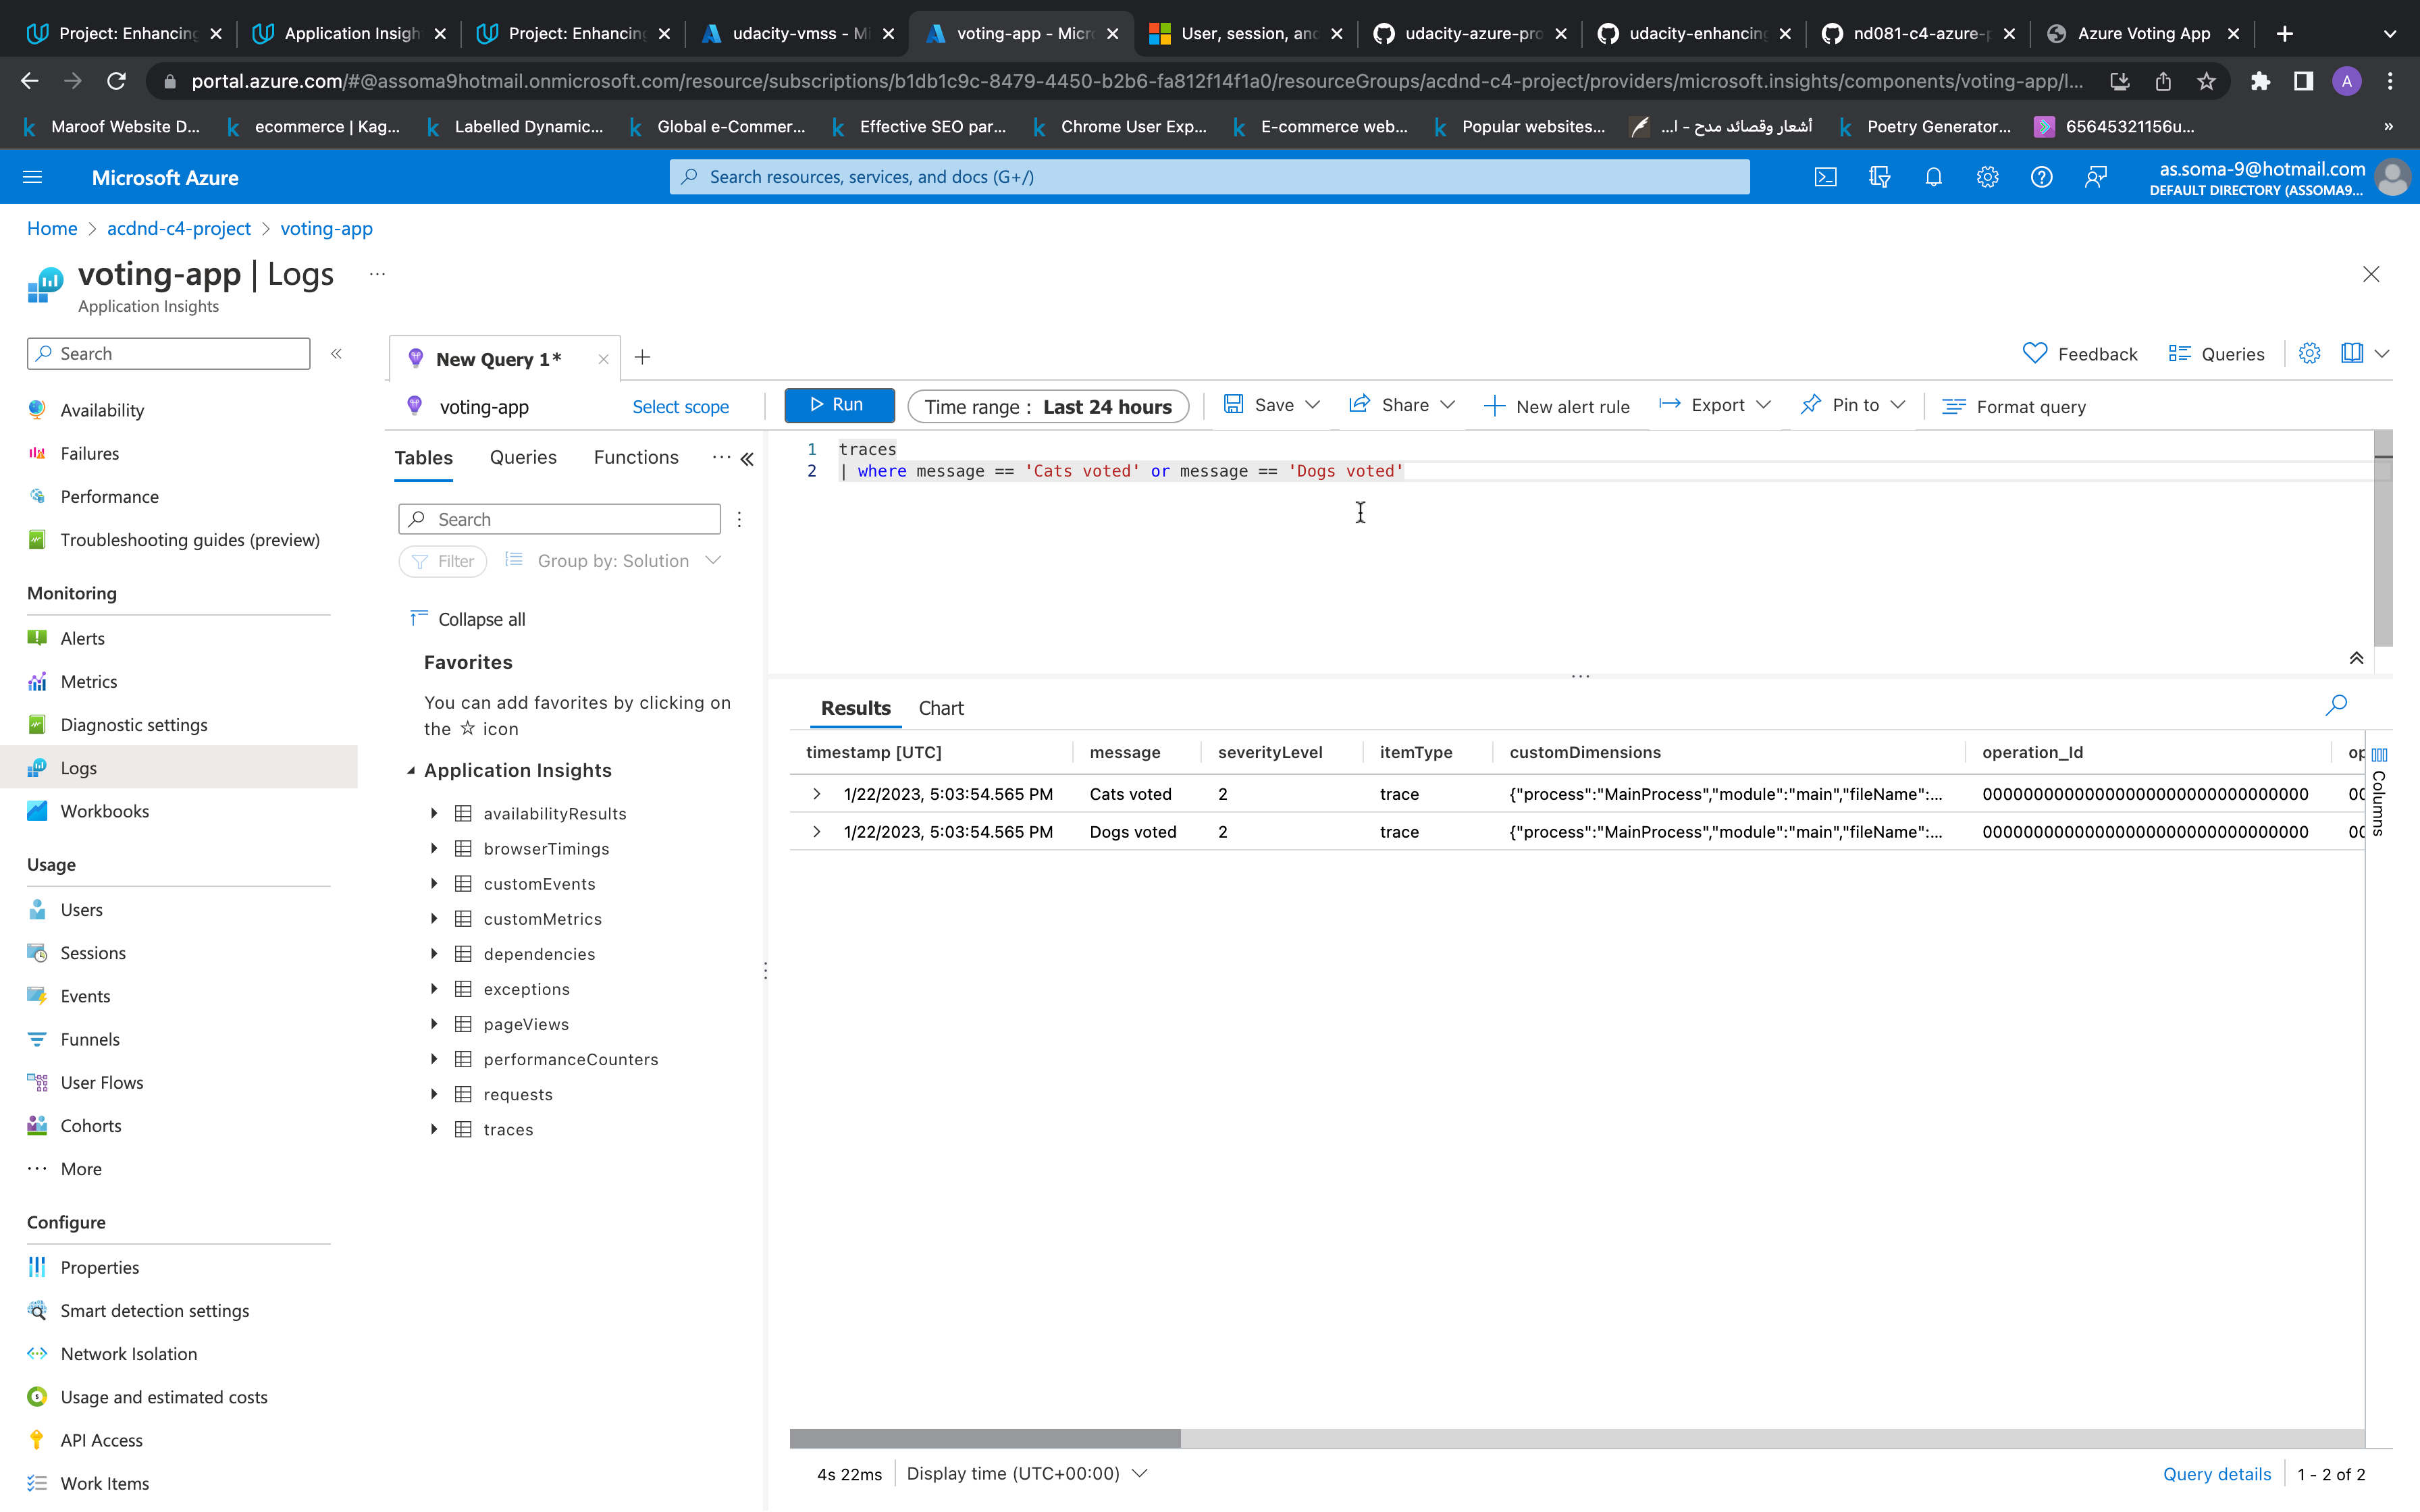 Project: Enhancing
Application Insigh
Project: Enhancing
udacity-vmss - Mi
voting-app - Micr
User, session, and
udacity-azure-pro
udacity-enhancing
nd081-c4-azure-p
Azure Voting App
portal.azure.com/#@assoma9hotmail.onmicrosoft.com/resource/subscriptions/b1db1c9c-8479-4450-b2b6-fa812f14f1a0/resourceGroups/acdnd-c4-project/providers/microsoft.insights/components/voting-app/l...
A
Maroof Website D...
ecommerce | Kag...
Labelled Dynamic...
Global e-Commer...
Effective SEO par...
Chrome User Exp...
E-commerce web...
Popular websites...
أشعار وقصائد مدح - ا...
Poetry Generator...
65645321156u...
»
Microsoft Azure
Search resources, services, and docs (G+/)
as.soma-9@hotmail.com
DEFAULT DIRECTORY (ASSOMA9...
Home > acdnd-c4-project > voting-app
voting-app | Logs ...
Application Insights
Search
«
Availability
Failures
Performance
Troubleshooting guides (preview)
Monitoring
Alerts
Metrics
Diagnostic settings
Logs
Workbooks
Usage
Users
Sessions
Events
Funnels
User Flows
Cohorts
More
Configure
Properties
Smart detection settings
Network Isolation
Usage and estimated costs
API Access
Work Items
New Query 1*
Feedback
Queries
voting-app
Select scope
Run
Time range : Last 24 hours
Save
Share
New alert rule
Export
Pin to
Format query
Tables
Queries
Functions
Search
Filter
Group by: Solution
Collapse all
Favorites
You can add favorites by clicking on
the ☆ icon
Application Insights
availabilityResults
browserTimings
customEvents
customMetrics
dependencies
exceptions
pageViews
performanceCounters
requests
traces
1 traces
2 | where message == 'Cats voted' or message == 'Dogs voted'
Results
Chart
timestamp [UTC] message severityLevel itemType customDimensions operation_Id op
1/22/2023, 5:03:54.565 PM Cats voted 2 trace {"process":"MainProcess","module":"main","fileName":... 00000000000000000000000000000000 00
1/22/2023, 5:03:54.565 PM Dogs voted 2 trace {"process":"MainProcess","module":"main","fileName":... 00000000000000000000000000000000 00
Columns
4s 22ms
Display time (UTC+00:00)
Query details
1 - 2 of 2